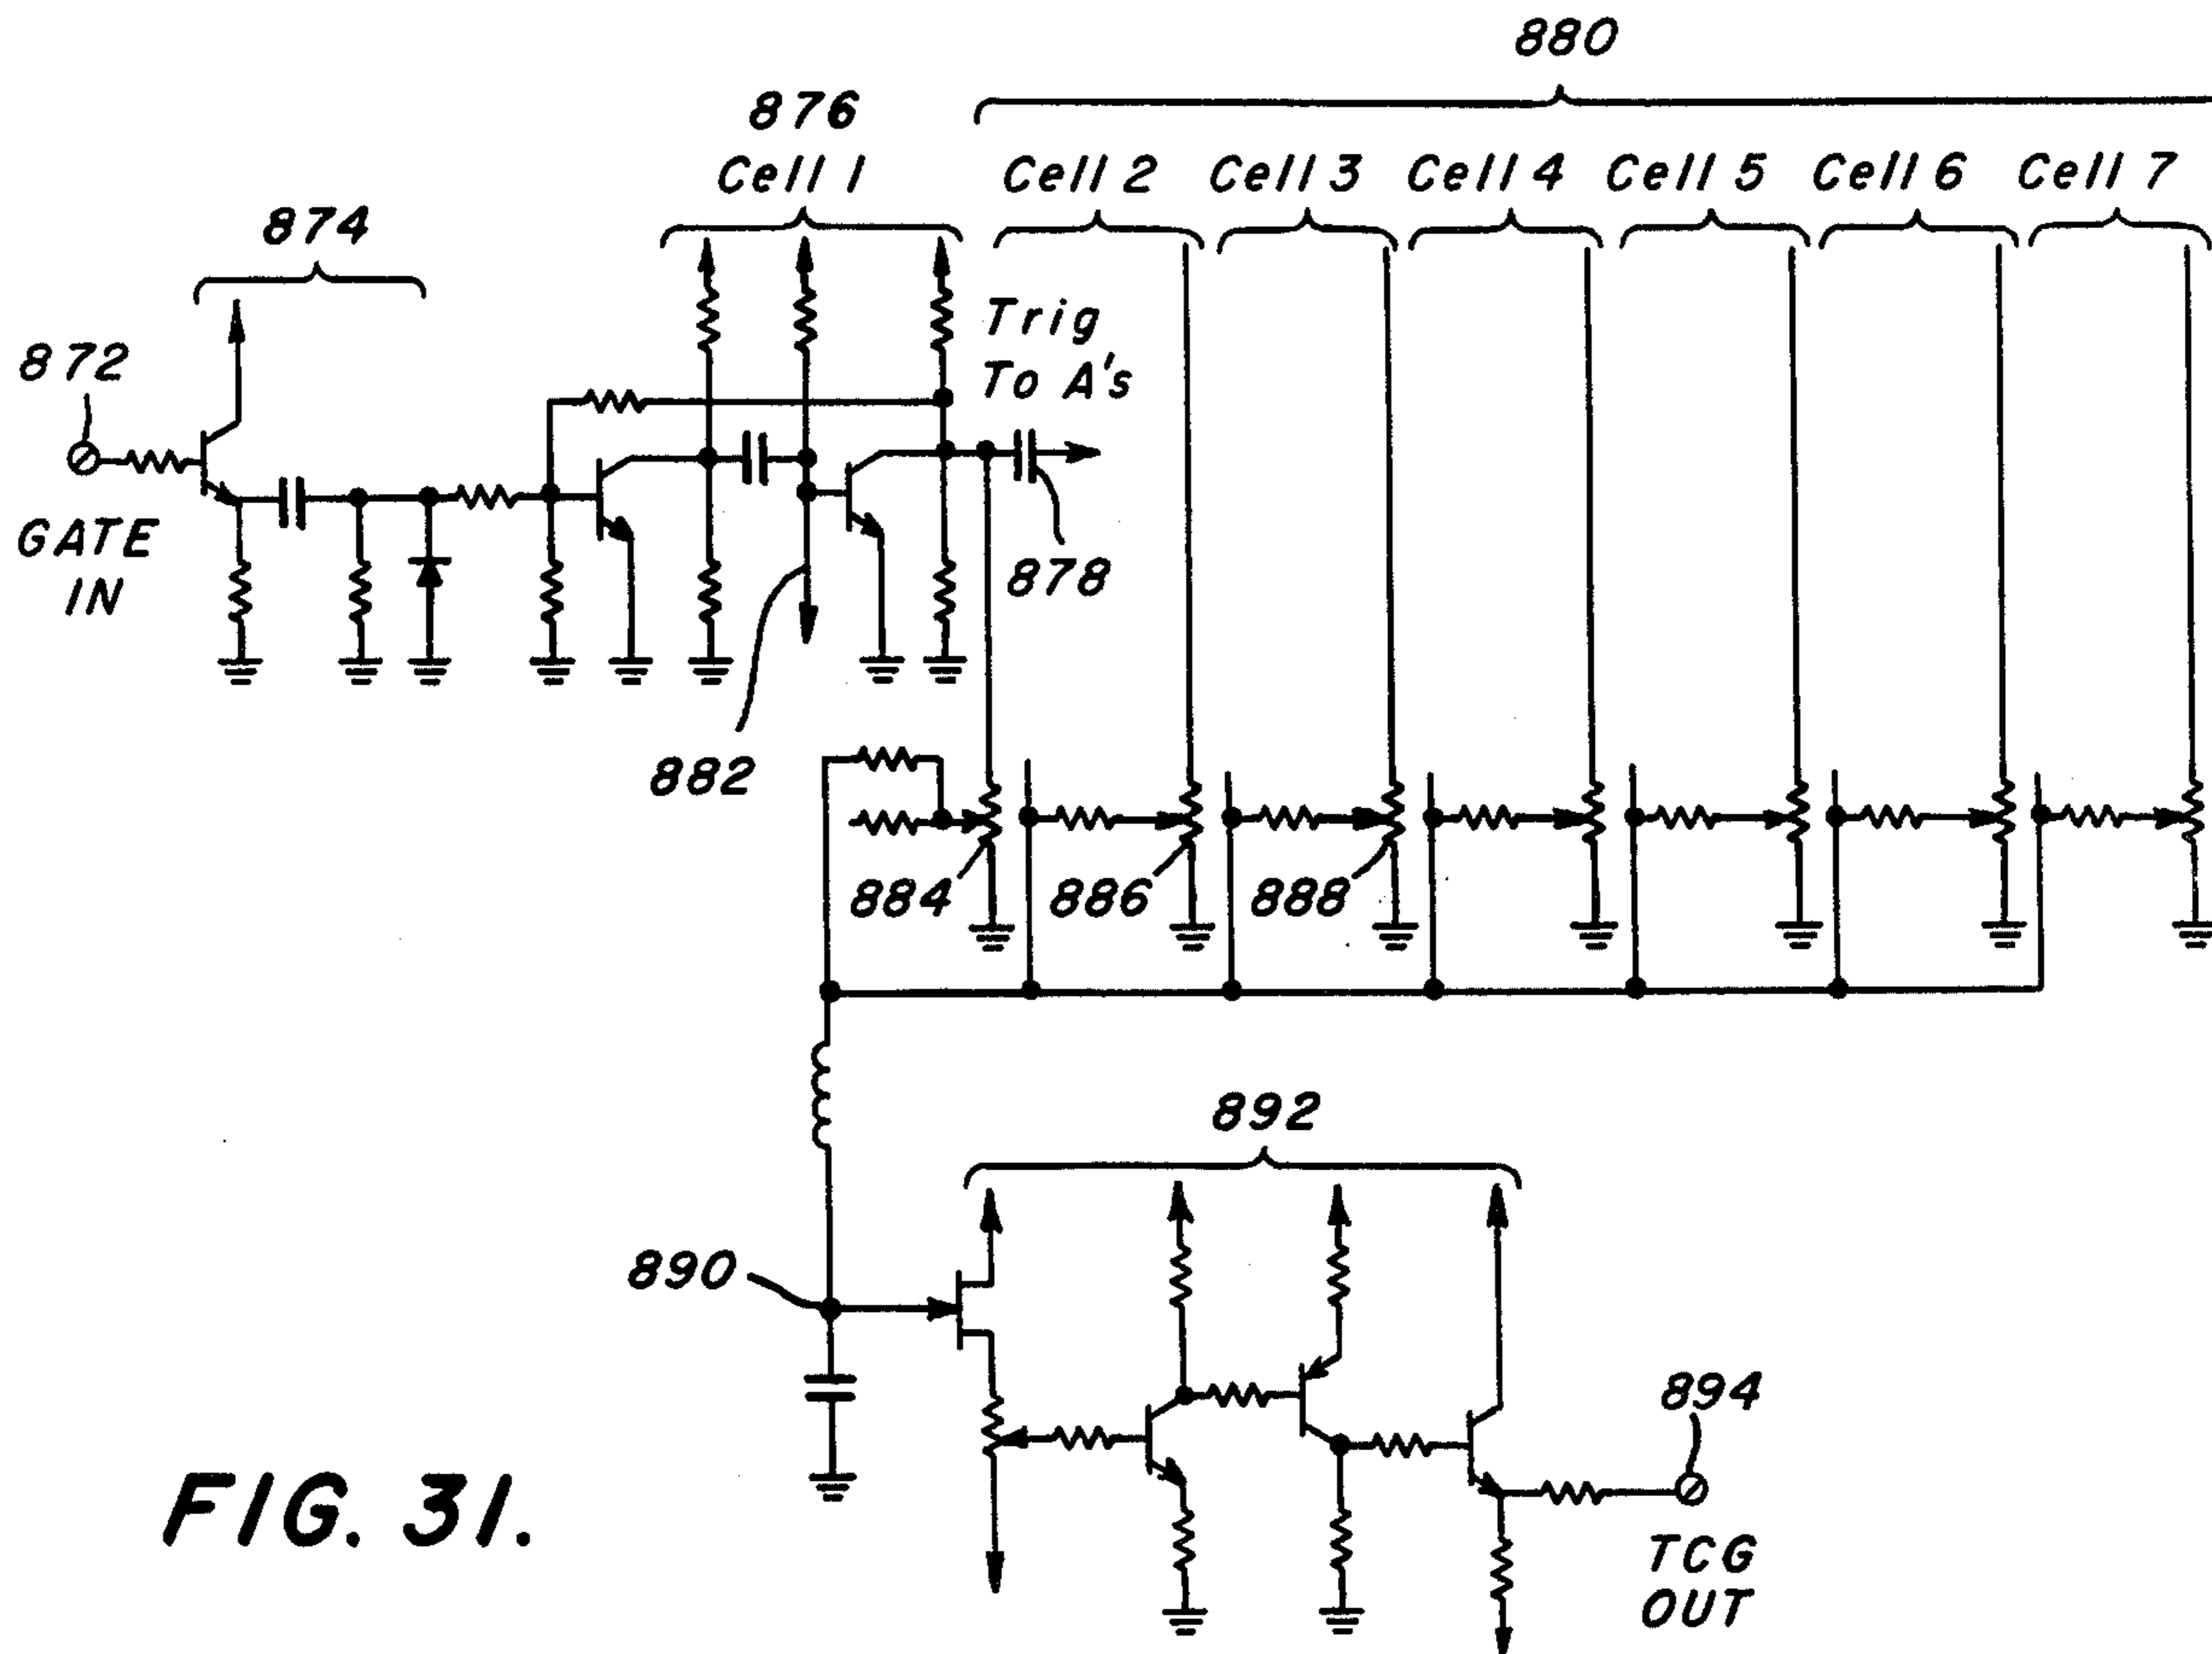 880
876
Cell 1
Cell 2
Cell 3
Cell 4
Cell 5
Cell 6
Cell 7
874
872
Trig
To A's
GATE
IN
878
882
884
886
888
892
890
894
TCG
OUT
FIG. 31.